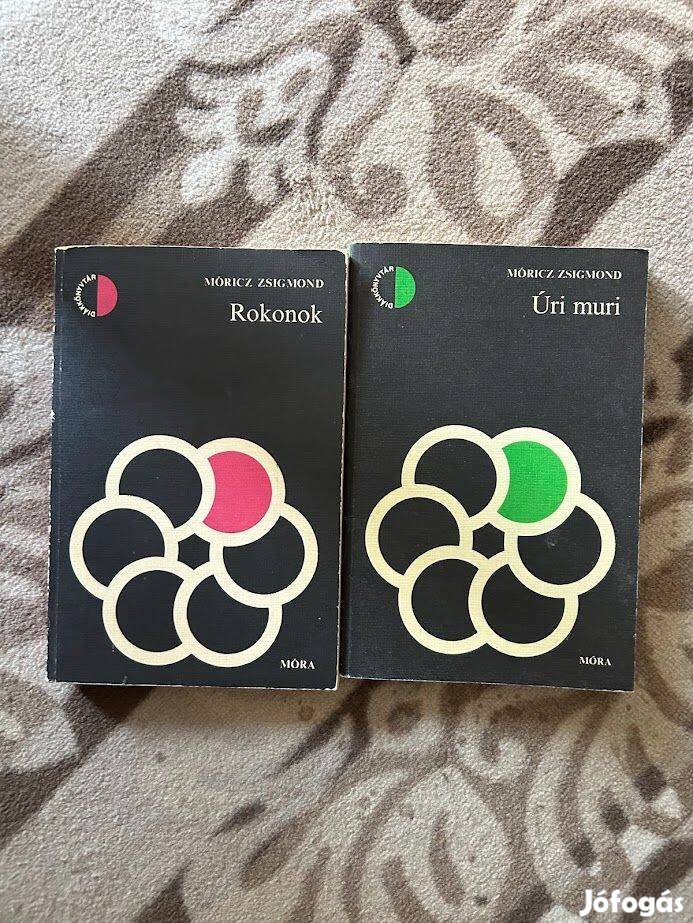 DIÁKKÖNYVTÁR
MÓRICZ ZSIGMOND
Rokonok
MÓRA
DIÁKKÖNYVTÁR
MÓRICZ ZSIGMOND
Úri muri
MÓRA
Jófogás